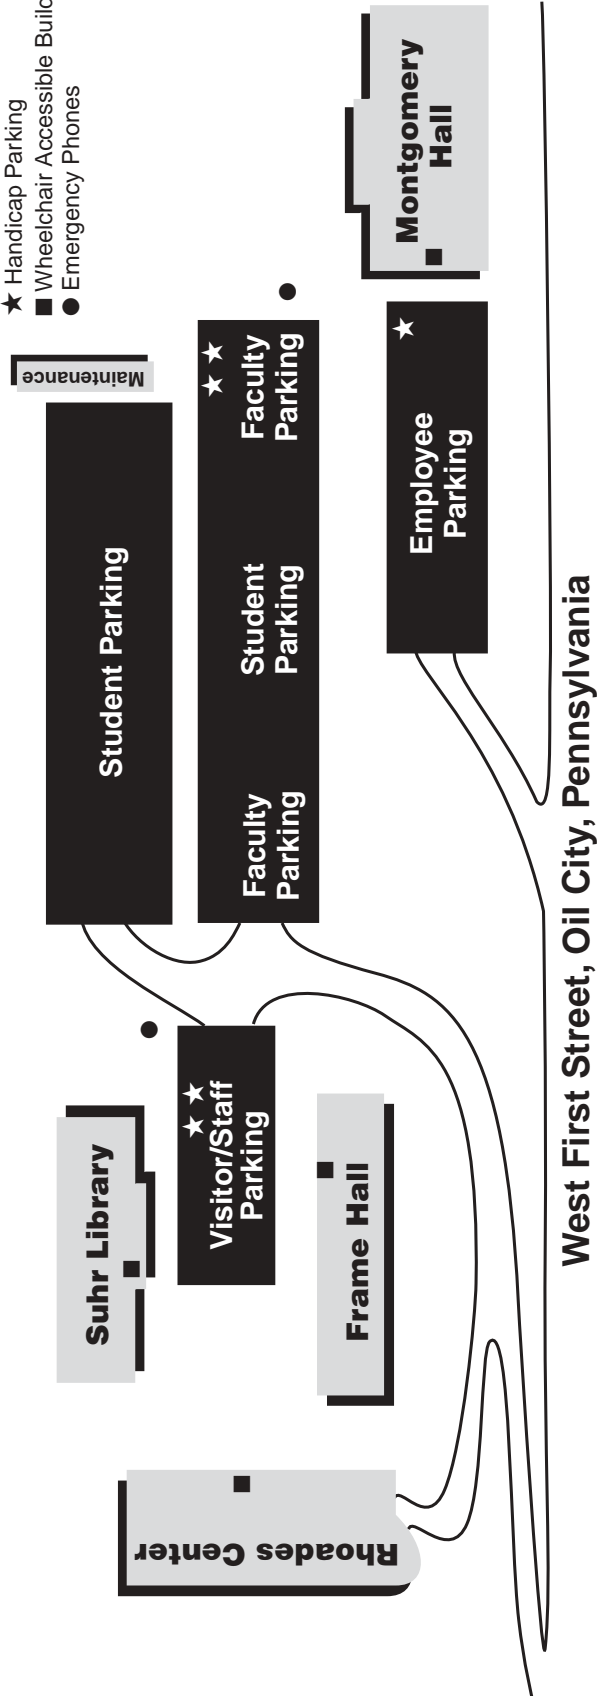 Handicap Parking
Wheelchair Accessible
Emergency Phones
Maintenance
Student Parking
Faculty
Parking
Student
Parking
Faculty
Parking
Montgomery
Hall
Employee
Parking
Suhr Library
Visitor/Staff
Parking
Frame Hall
Rhoades Center
West First Street, Oil City, Pennsylvania